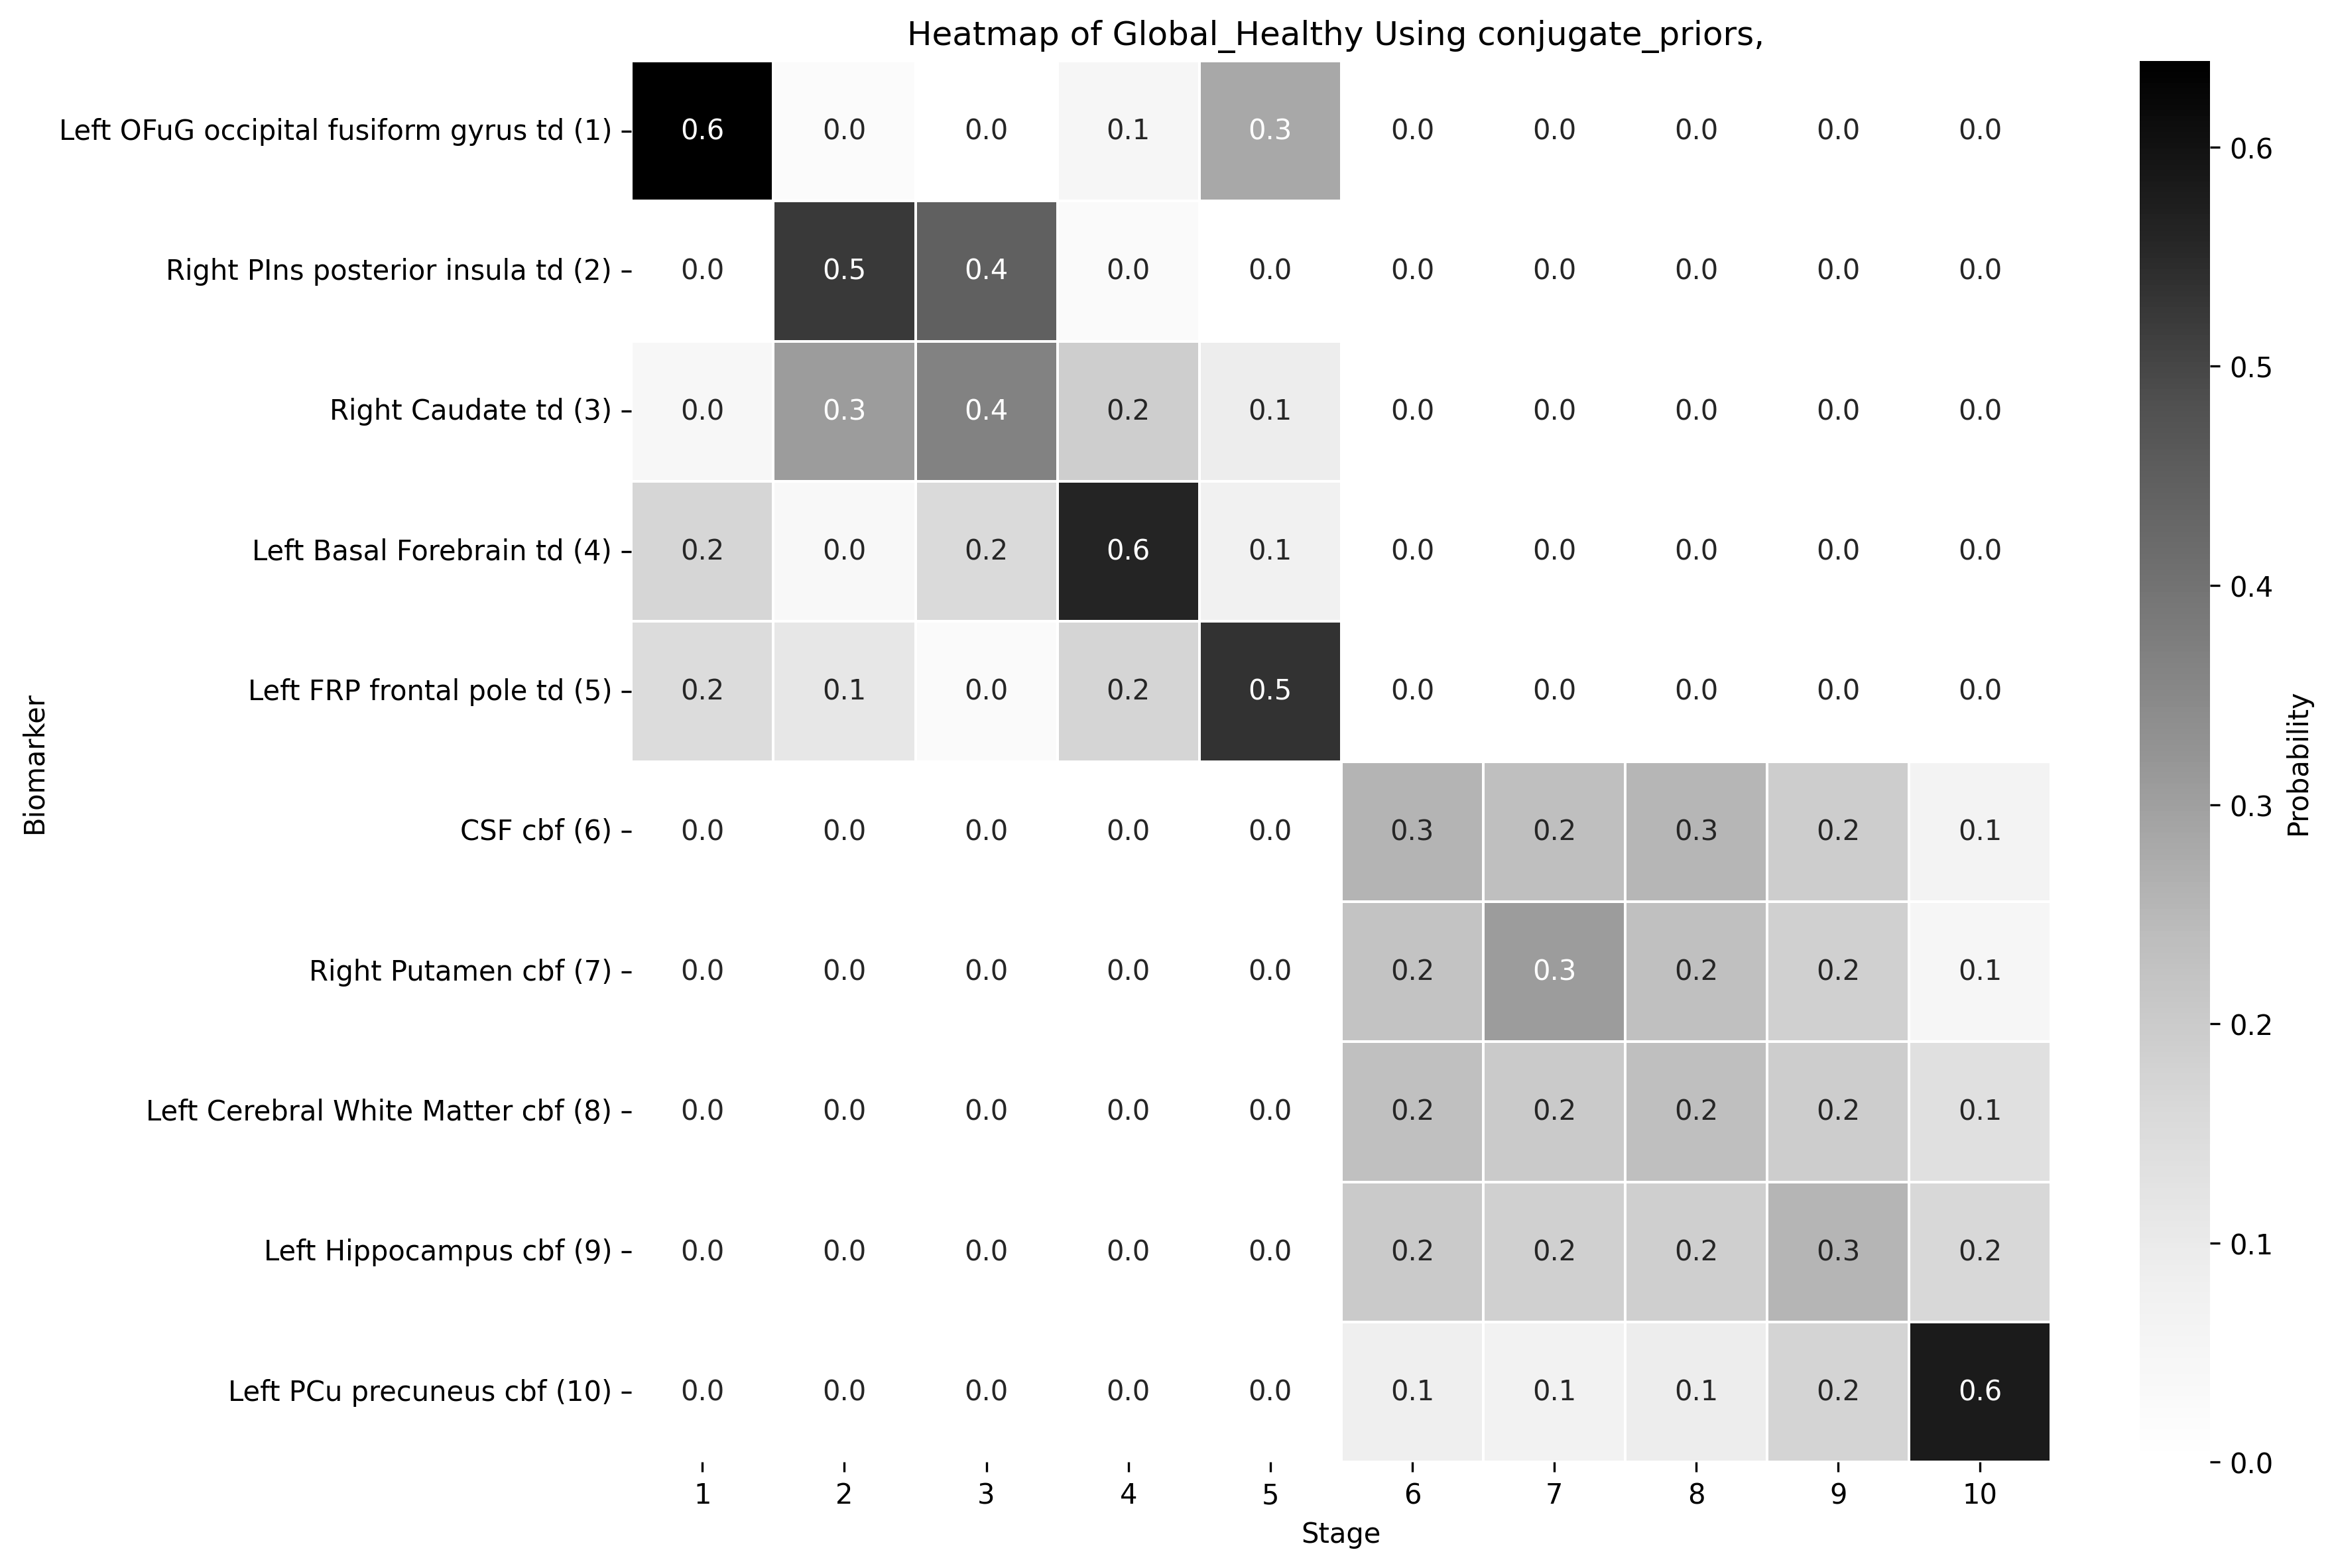 Heatmap of Global_Healthy Using conjugate_priors,
Left OFuG occipital fusiform gyrus td (1) 0.6 0.0 0.0 0.1 0.3 0.0 0.0 0.0 0.0 0.0
Right PIns posterior insula td (2) 0.0 0.5 0.4 0.0 0.0 0.0 0.0 0.0 0.0 0.0
Right Caudate td (3) 0.0 0.3 0.4 0.2 0.1 0.0 0.0 0.0 0.0 0.0
Left Basal Forebrain td (4) 0.2 0.0 0.2 0.6 0.1 0.0 0.0 0.0 0.0 0.0
Left FRP frontal pole td (5) 0.2 0.1 0.0 0.2 0.5 0.0 0.0 0.0 0.0 0.0
CSF cbf (6) 0.0 0.0 0.0 0.0 0.0 0.3 0.2 0.3 0.2 0.1
Right Putamen cbf (7) 0.0 0.0 0.0 0.0 0.0 0.2 0.3 0.2 0.2 0.1
Left Cerebral White Matter cbf (8) 0.0 0.0 0.0 0.0 0.0 0.2 0.2 0.2 0.2 0.1
Left Hippocampus cbf (9) 0.0 0.0 0.0 0.0 0.0 0.2 0.2 0.2 0.3 0.2
Left PCu precuneus cbf (10) 0.0 0.0 0.0 0.0 0.0 0.1 0.1 0.1 0.2 0.6
1 2 3 4 5 6 7 8 9 10
Stage
Biomarker
0.6
0.5
0.4
0.3
0.2
0.1
0.0
Probability